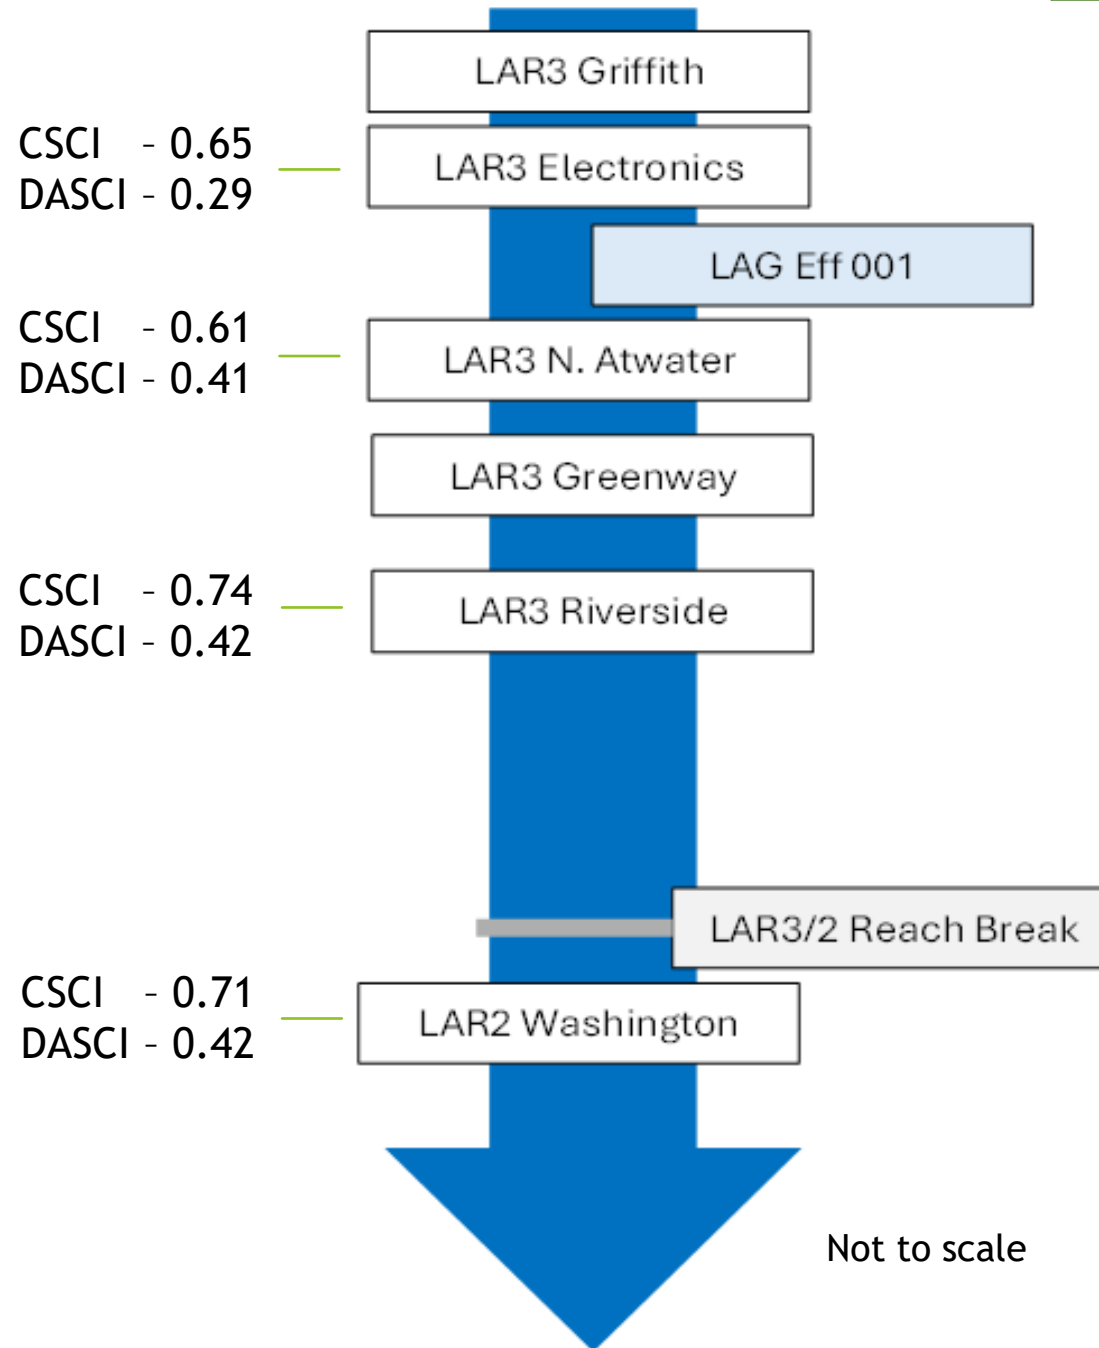 LAR3 Griffith
CSCI - 0.65
DASCI - 0.29
LAR3 Electronics
LAG Eff 001
CSCI - 0.61
DASCI - 0.41
LAR3 N. Atwater
LAR3 Greenway
CSCI - 0.74
DASCI - 0.42
LAR3 Riverside
LAR3/2 Reach Break
CSCI - 0.71
DASCI - 0.42
LAR2 Washington
Not to scale